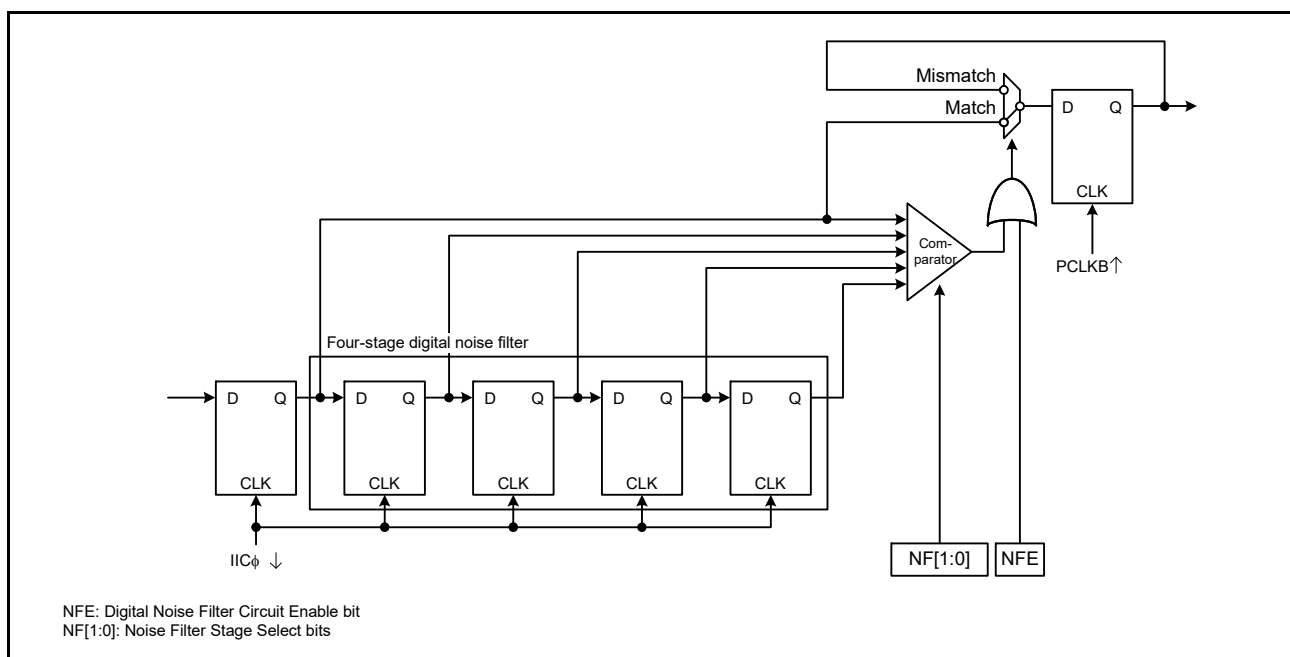 Mismatch
Match
D Q
CLK
PCLKB↑
Com-
parator
Four-stage digital noise filter
D Q D Q D Q D Q D Q
CLK CLK CLK CLK CLK
IICϕ ↓
NF[1:0] NFE
NFE: Digital Noise Filter Circuit Enable bit
NF[1:0]: Noise Filter Stage Select bits